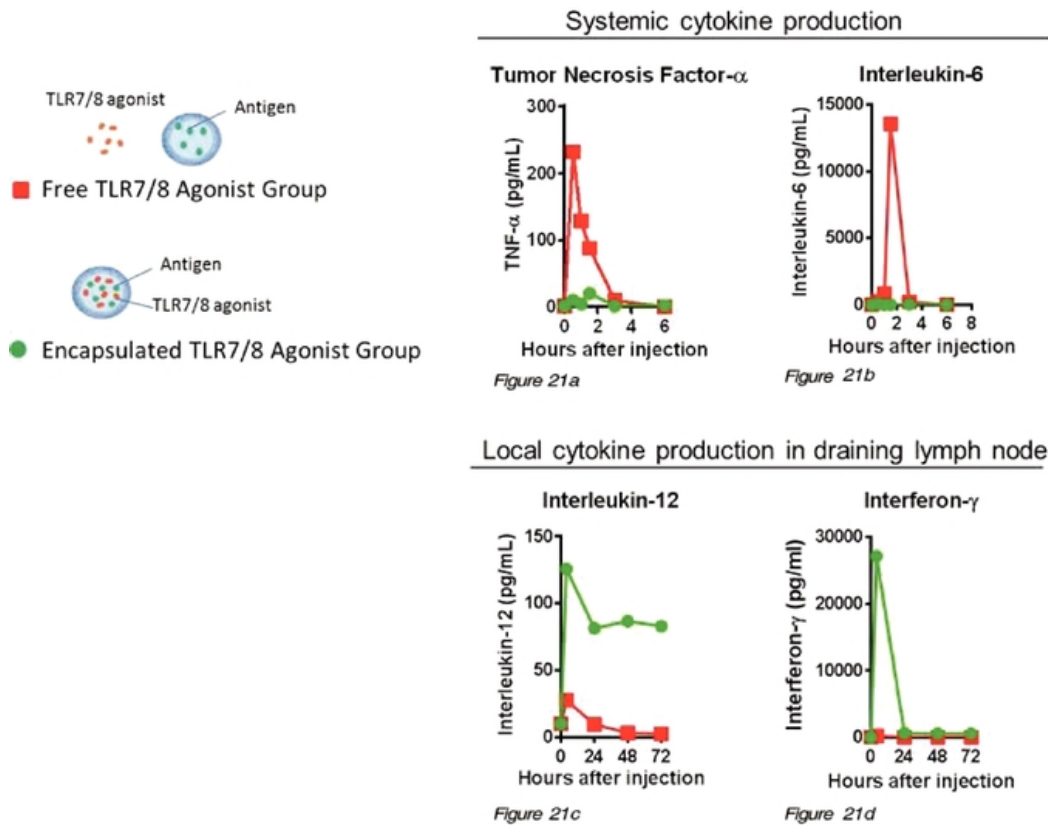 Systemic cytokine production
TLR7/8 agonist
Antigen
Free TLR7/8 Agonist Group
Antigen
TLR7/8 agonist
Encapsulated TLR7/8 Agonist Group
Tumor Necrosis Factor-α
300
200
100
0
TNF-α (pg/mL)
0 2 4 6
Hours after injection
Figure 21a
Interleukin-6
15000
10000
5000
0
Interleukin-6 (pg/mL)
0 2 4 6 8
Hours after injection
Figure 21b
Local cytokine production in draining lymph node
Interleukin-12
150
100
50
0
Interleukin-12 (pg/mL)
0 24 48 72
Hours after injection
Figure 21c
Interferon-γ
30000
20000
10000
0
Interferon-γ (pg/ml)
0 24 48 72
Hours after injection
Figure 21d